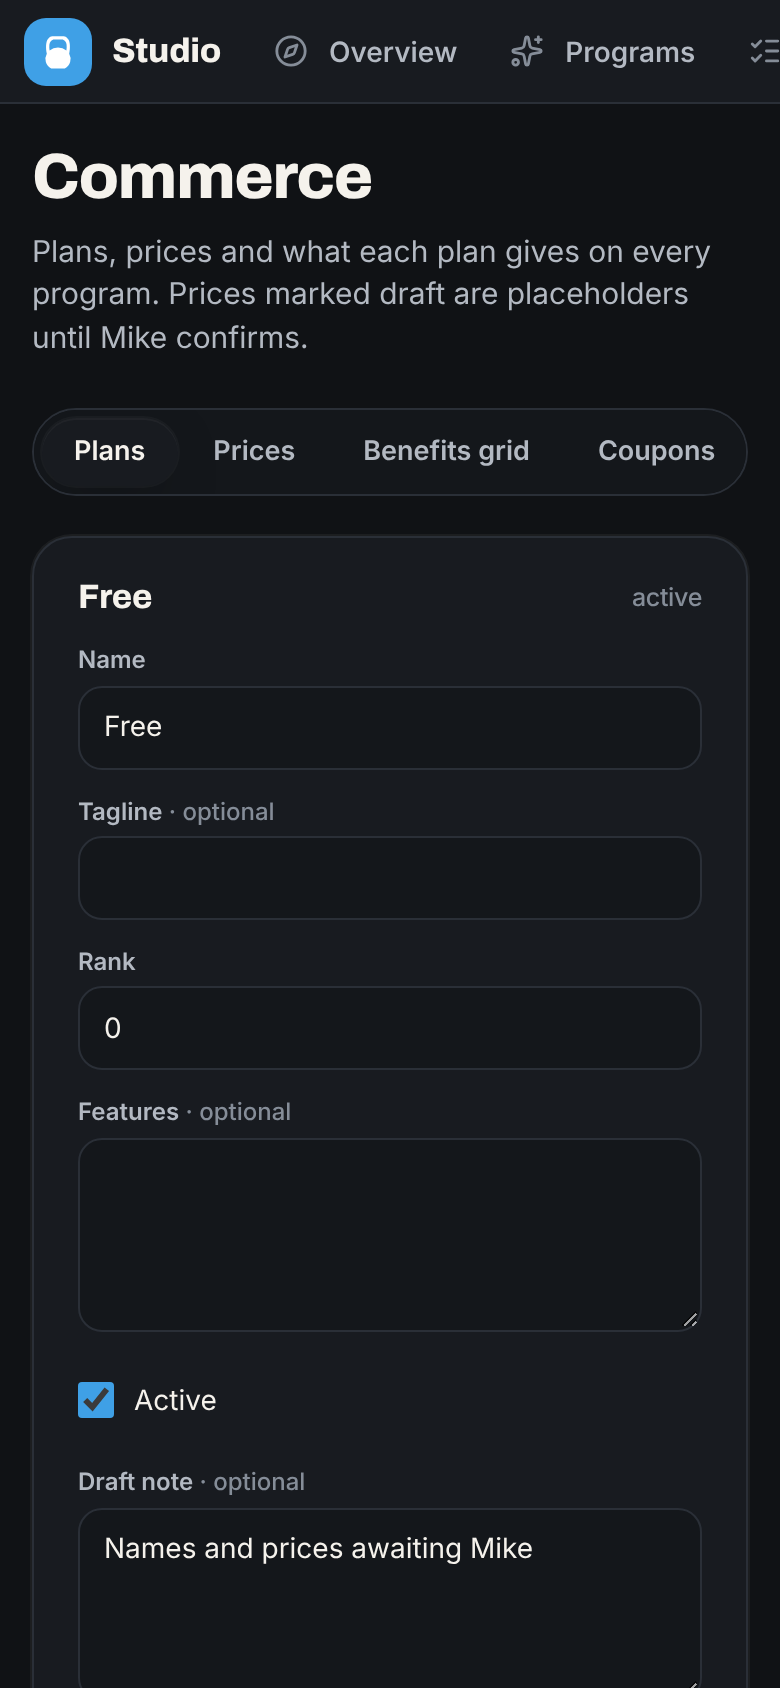 Studio
Overview
Programs
Commerce
Plans, prices and what each plan gives on every
program. Prices marked draft are placeholders
until Mike confirms.
Plans
Prices
Benefits grid
Coupons
Free
active
Name
Free
Tagline · optional
Rank
0
Features · optional
Active
Draft note · optional
Names and prices awaiting Mike